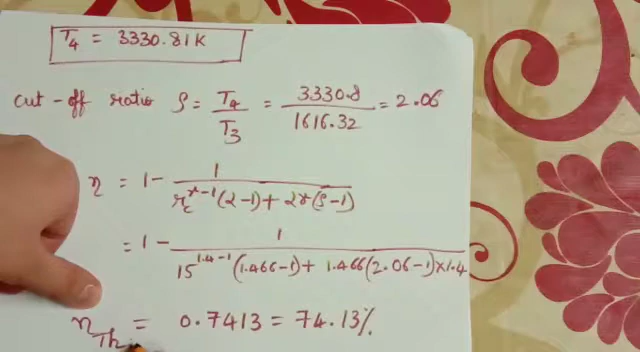 T₄ = 3330.81K
cut-off ratio ρ = T₄/T₃ = 3330.8/1616.32 = 2.06
η = 1 - 1/(r_c^(γ-1)(α-1) + αγ(ρ-1))
= 1 - 1/(15^(1.4-1)(1.466-1) + 1.466(2.06-1)×1.4)
η_Th = 0.7413 = 74.13%